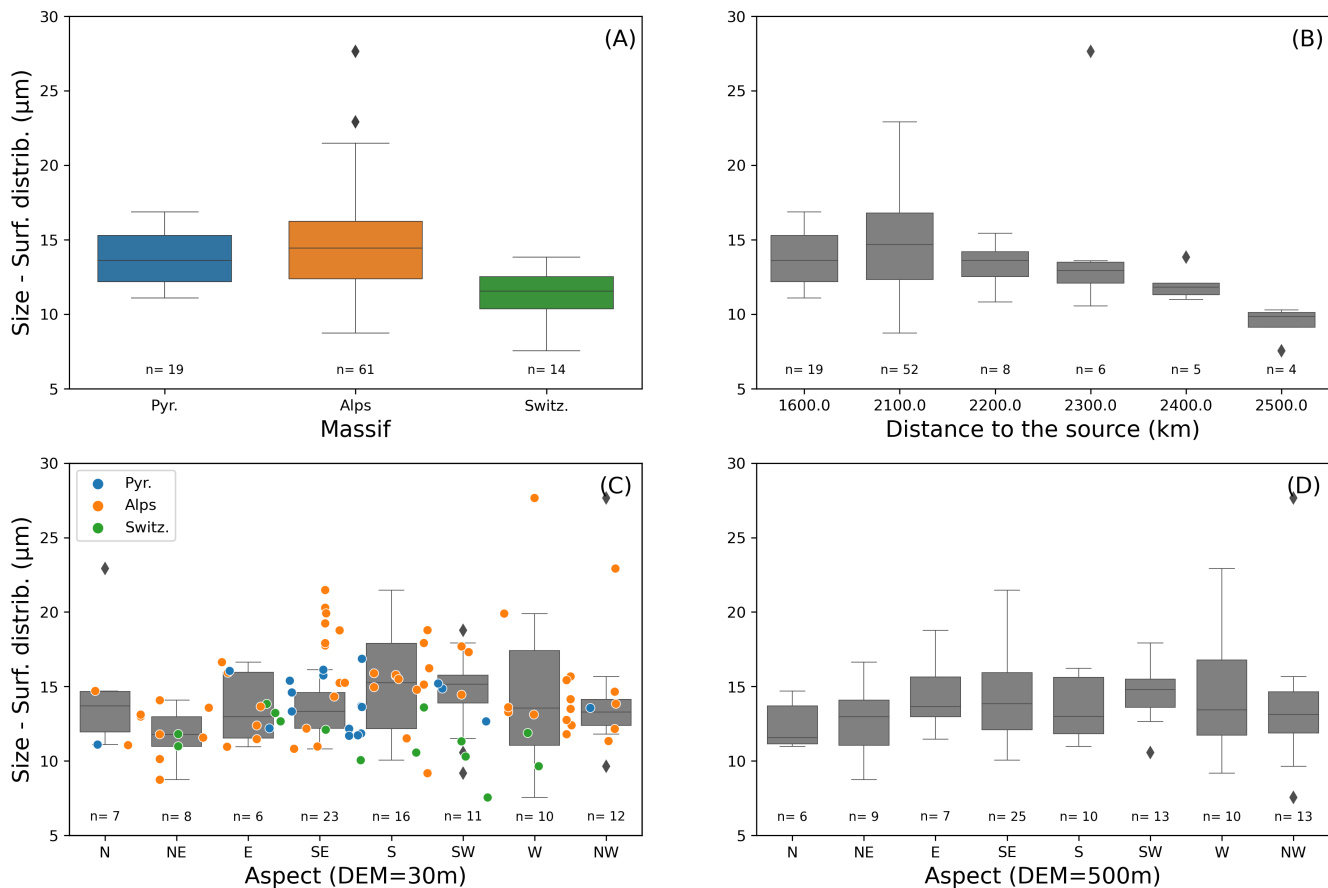 30
25
20
15
10
5
Size - Surf. distrib. (μm)
(A)
n= 19 n= 61 n= 14
Pyr. Alps Switz.
Massif
30
25
20
15
10
5
(B)
n= 19 n= 52 n= 8 n= 6 n= 5 n= 4
1600.0 2100.0 2200.0 2300.0 2400.0 2500.0
Distance to the source (km)
30
25
20
15
10
5
Size - Surf. distrib. (μm)
Pyr.
Alps
Switz.
(C)
n= 7 n= 8 n= 6 n= 23 n= 16 n= 11 n= 10 n= 12
N NE E SE S SW W NW
Aspect (DEM=30m)
30
25
20
15
10
5
(D)
n= 6 n= 9 n= 7 n= 25 n= 10 n= 13 n= 10 n= 13
N NE E SE S SW W NW
Aspect (DEM=500m)